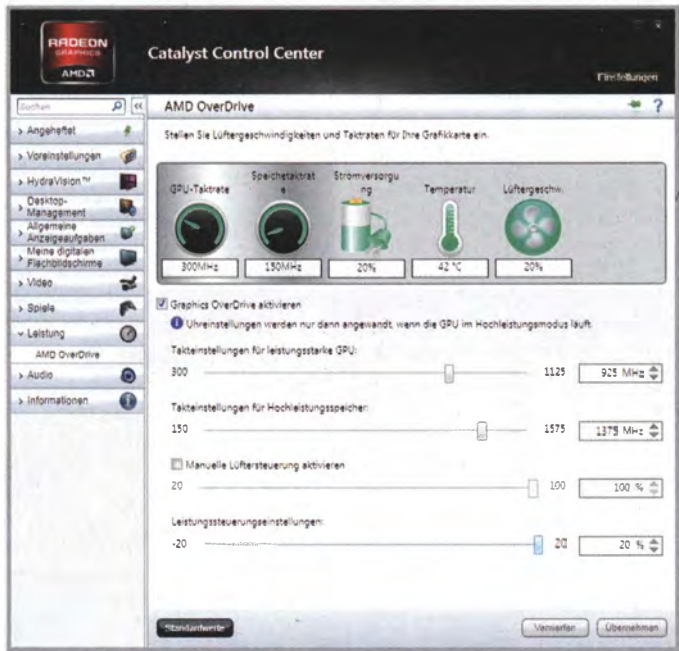 RADEON
GRAPHICS
AMD
Catalyst Control Center
Einstellungen
Suchen
«
AMD OverDrive
?
> Angeheftet
> Voreinstellungen
> HydraVision™
> Desktop-
Management
> Allgemeine
Anzeigeaufgaben
> Meine digitalen
Flachbildschirme
> Video
> Spiele
Leistung
AMD OverDrive
> Audio
> Informationen
Stellen Sie Lüftergeschwindigkeiten und Taktraten für Ihre Grafikkarte ein.
GPU-Taktrate
Speichetaktrat
e
Stromversorgu
ng
Temperatur
Lüftergeschw.
300MHz
150MHz
20%
42 °C
20%
Graphics OverDrive aktivieren
Uhreinstellungen werden nur dann angewandt, wenn die GPU im Hochleistungsmodus läuft.
Takteinstellungen für leistungsstarke GPU:
300 1125 925 MHz
Takteinstellungen für Hochleistungsspeicher:
150 1575 1375 MHz
Manuelle Lüftersteuerung aktivieren
20 100 100 %
Leistungssteuerungseinstellungen:
-20 20 20 %
Standardwerte
Verwerfen
Übernehmen